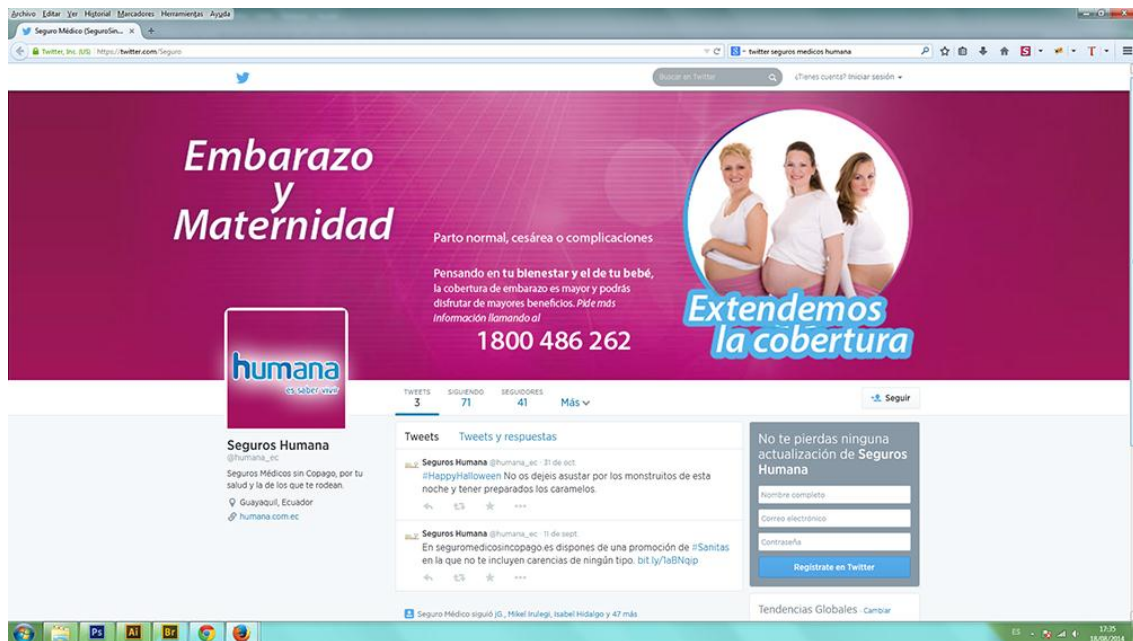 Archivo Editar Ver Historial Marcadores Herramientas Ayuda
Seguro Médico (SeguroSin...
Twitter, Inc. (US) https://twitter.com/Seguro
twitter seguros medicos humana
Buscar en Twitter
¿Tienes cuenta? Iniciar sesión
Embarazo
y
Maternidad
Parto normal, cesárea o complicaciones
Pensando en tu bienestar y el de tu bebé,
la cobertura de embarazo es mayor y podrás
disfrutar de mayores beneficios. Pide más
información llamando al
1800 486 262
Extendemos
la cobertura
humana
es saber vivir
TWEETS SIGUIENDO SEGUIDORES
3 71 41 Más
Seguir
Seguros Humana
@humana_ec
Seguros Médicos sin Copago, por tu
salud y la de los que te rodean.
Guayaquil, Ecuador
humana.com.ec
Tweets Tweets y respuestas
Seguros Humana @humana_ec · 31 de oct.
#HappyHalloween No os dejeis asustar por los monstruitos de esta
noche y tener preparados los caramelos.
Seguros Humana @humana_ec · 11 de sept.
En seguromedicosincopago.es dispones de una promoción de #Sanitas
en la que no te incluyen carencias de ningún tipo. bit.ly/1aBNqip
Seguro Médico siguió JG., Mikel Irulegi, Isabel Hidalgo y 47 más
No te pierdas ninguna
actualización de Seguros
Humana
Nombre completo
Correo electrónico
Contraseña
Regístrate en Twitter
Tendencias Globales · Cambiar
Ps Ai Br
ES
17:35
18/08/2014